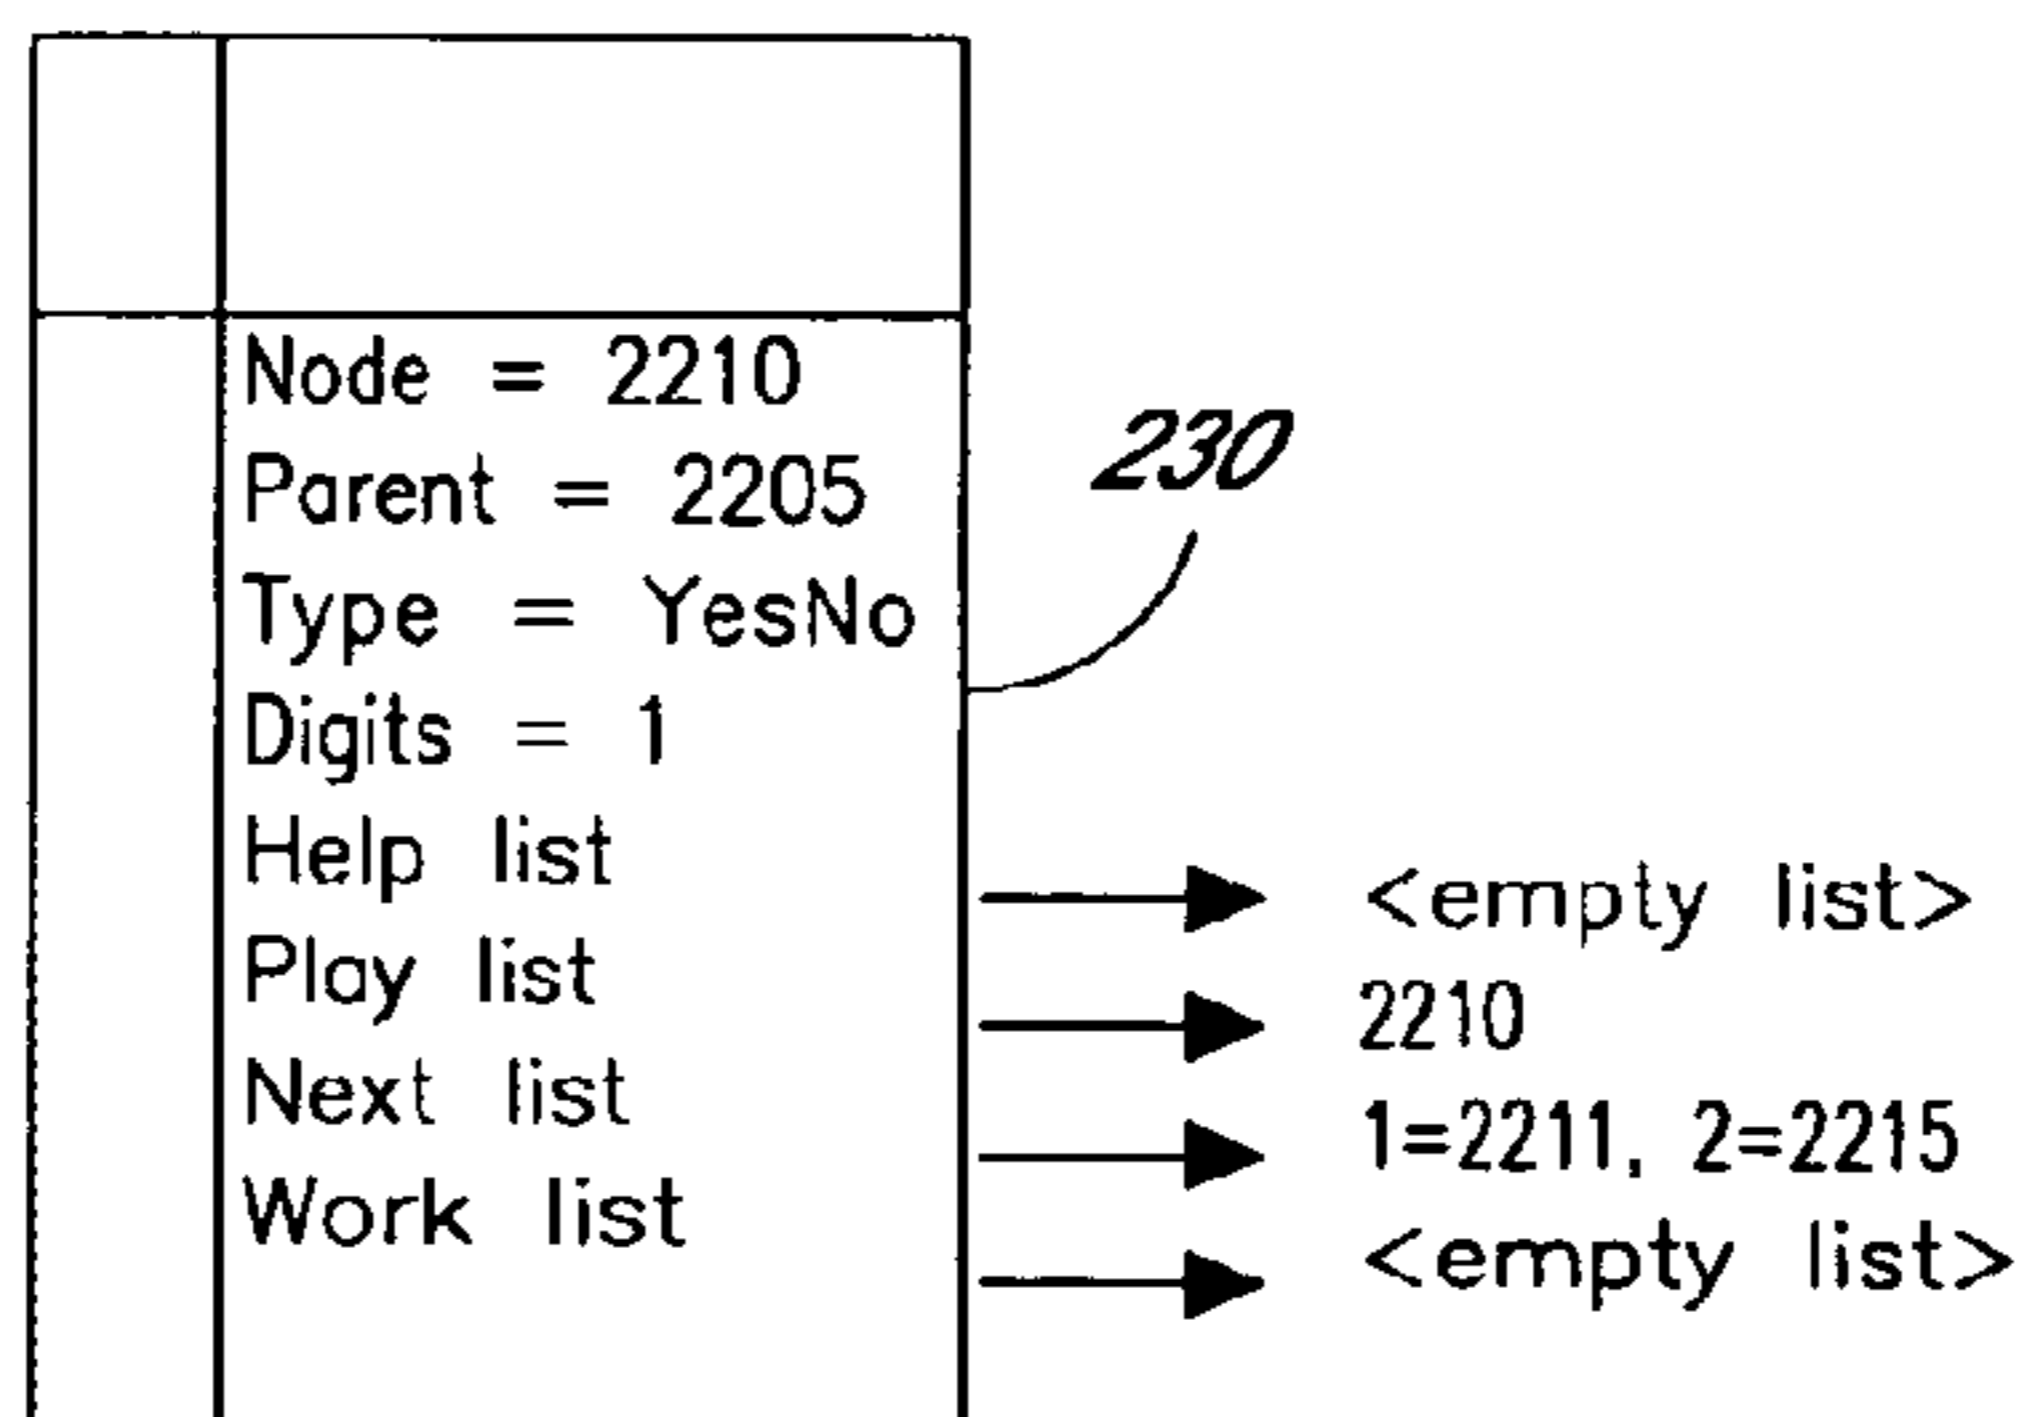 Node = 2210
Parent = 2205
230
Type = YesNo
Digits = 1
Help list
<empty list>
Play list
2210
Next list
1=2211, 2=2215
Work list
<empty list>